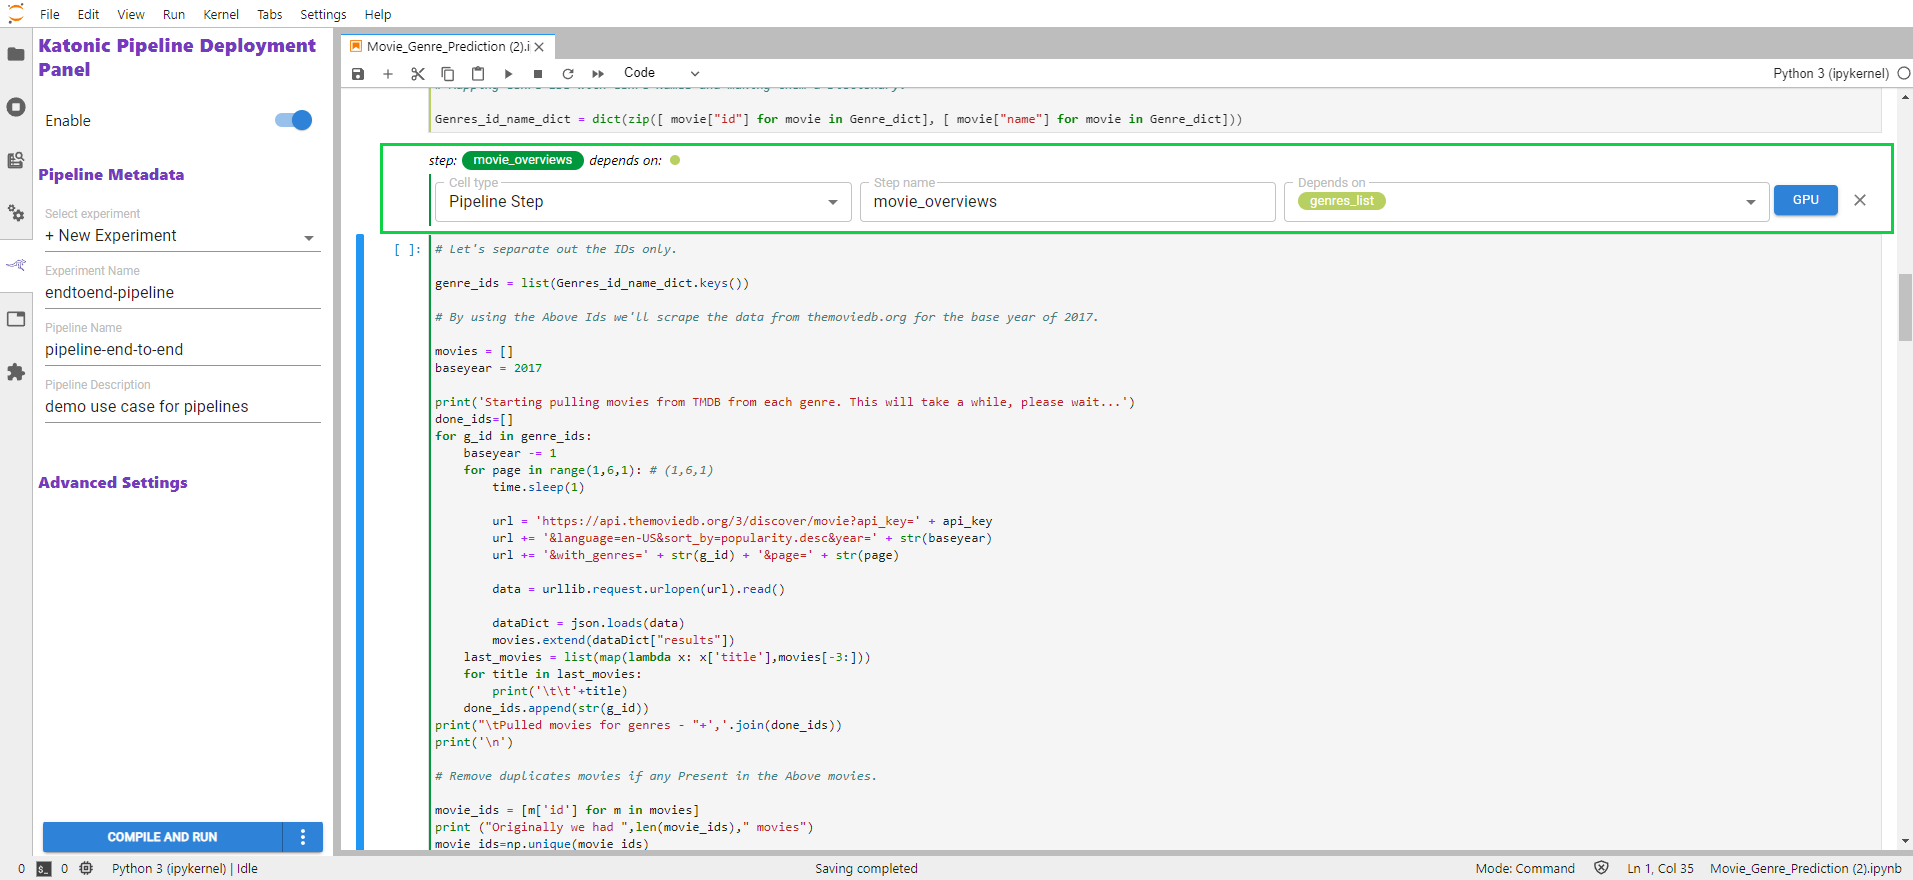 File Edit View Run Kernel Tabs Settings Help
Katonic Pipeline Deployment
Panel
Enable
Pipeline Metadata
Select experiment
+ New Experiment
Experiment Name
endtoend-pipeline
Pipeline Name
pipeline-end-to-end
Pipeline Description
demo use case for pipelines
Advanced Settings
COMPILE AND RUN
Movie_Genre_Prediction (2).i
Code
Python 3 (ipykernel)
Genres_id_name_dict = dict(zip([ movie["id"] for movie in Genre_dict], [ movie["name"] for movie in Genre_dict]))
step: movie_overviews depends on:
Cell type
Pipeline Step
Step name
movie_overviews
Depends on
genres_list
GPU
[ ]:
# Let's separate out the IDs only.
genre_ids = list(Genres_id_name_dict.keys())
# By using the Above Ids we'll scrape the data from themoviedb.org for the base year of 2017.
movies = []
baseyear = 2017
print('Starting pulling movies from TMDB from each genre. This will take a while, please wait...')
done_ids=[]
for g_id in genre_ids:
    baseyear -= 1
    for page in range(1,6,1): # (1,6,1)
        time.sleep(1)
        url = 'https://api.themoviedb.org/3/discover/movie?api_key=' + api_key
        url += '&language=en-US&sort_by=popularity.desc&year=' + str(baseyear)
        url += '&with_genres=' + str(g_id) + '&page=' + str(page)
        data = urllib.request.urlopen(url).read()
        dataDict = json.loads(data)
        movies.extend(dataDict["results"])
    last_movies = list(map(lambda x: x['title'],movies[-3:]))
    for title in last_movies:
        print('\t\t'+title)
    done_ids.append(str(g_id))
print("\tPulled movies for genres - "+','.join(done_ids))
print('\n')
# Remove duplicates movies if any Present in the Above movies.
movie_ids = [m['id'] for m in movies]
print ("Originally we had ",len(movie_ids)," movies")
movie_ids=np.unique(movie_ids)
0 0 Python 3 (ipykernel) | Idle
Saving completed
Mode: Command
Ln 1, Col 35
Movie_Genre_Prediction (2).ipynb